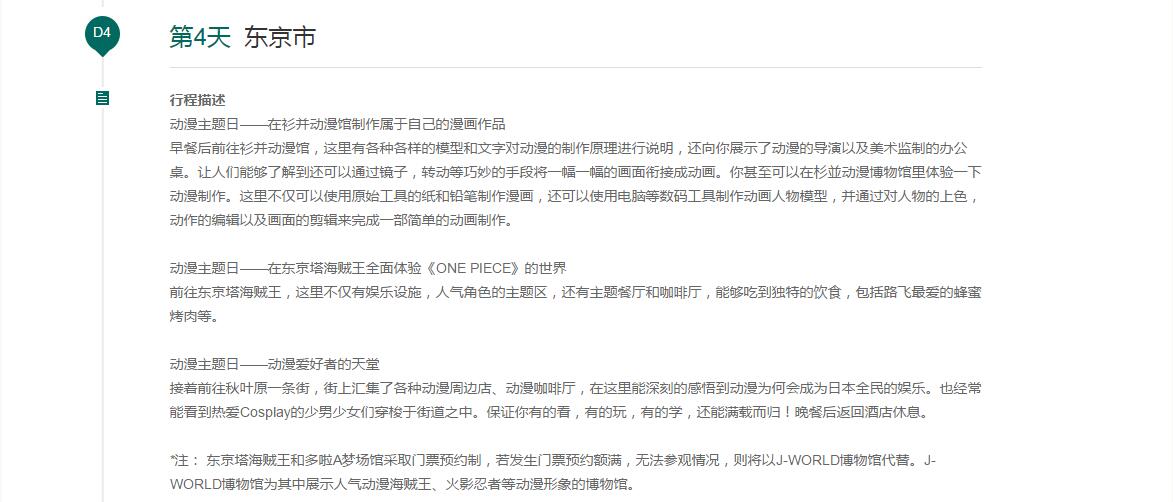 D4
第4天 东京市
行程描述
动漫主题日——在衫并动漫馆制作属于自己的漫画作品
早餐后前往衫并动漫馆，这里有各种各样的模型和文字对动漫的制作原理进行说明，还向你展示了动漫的导演以及美术监制的办公
桌。让人们能够了解到还可以通过镜子，转动等巧妙的手段将一幅一幅的画面衔接成动画。你甚至可以在杉並动漫博物馆里体验一下
动漫制作。这里不仅可以使用原始工具的纸和铅笔制作漫画，还可以使用电脑等数码工具制作动画人物模型，并通过对人物的上色，
动作的编辑以及画面的剪辑来完成一部简单的动画制作。
动漫主题日——在东京塔海贼王全面体验《ONE PIECE》的世界
前往东京塔海贼王，这里不仅有娱乐设施，人气角色的主题区，还有主题餐厅和咖啡厅，能够吃到独特的饮食，包括路飞最爱的蜂蜜
烤肉等。
动漫主题日——动漫爱好者的天堂
接着前往秋叶原一条街，街上汇集了各种动漫周边店、动漫咖啡厅，在这里能深刻的感悟到动漫为何会成为日本全民的娱乐。也经常
能看到热爱Cosplay的少男少女们穿梭于街道之中。保证你有的看，有的玩，有的学，还能满载而归！晚餐后返回酒店休息。
*注： 东京塔海贼王和多啦A梦场馆采取门票预约制，若发生门票预约额满，无法参观情况，则将以J-WORLD博物馆代替。J-
WORLD博物馆为其中展示人气动漫海贼王、火影忍者等动漫形象的博物馆。